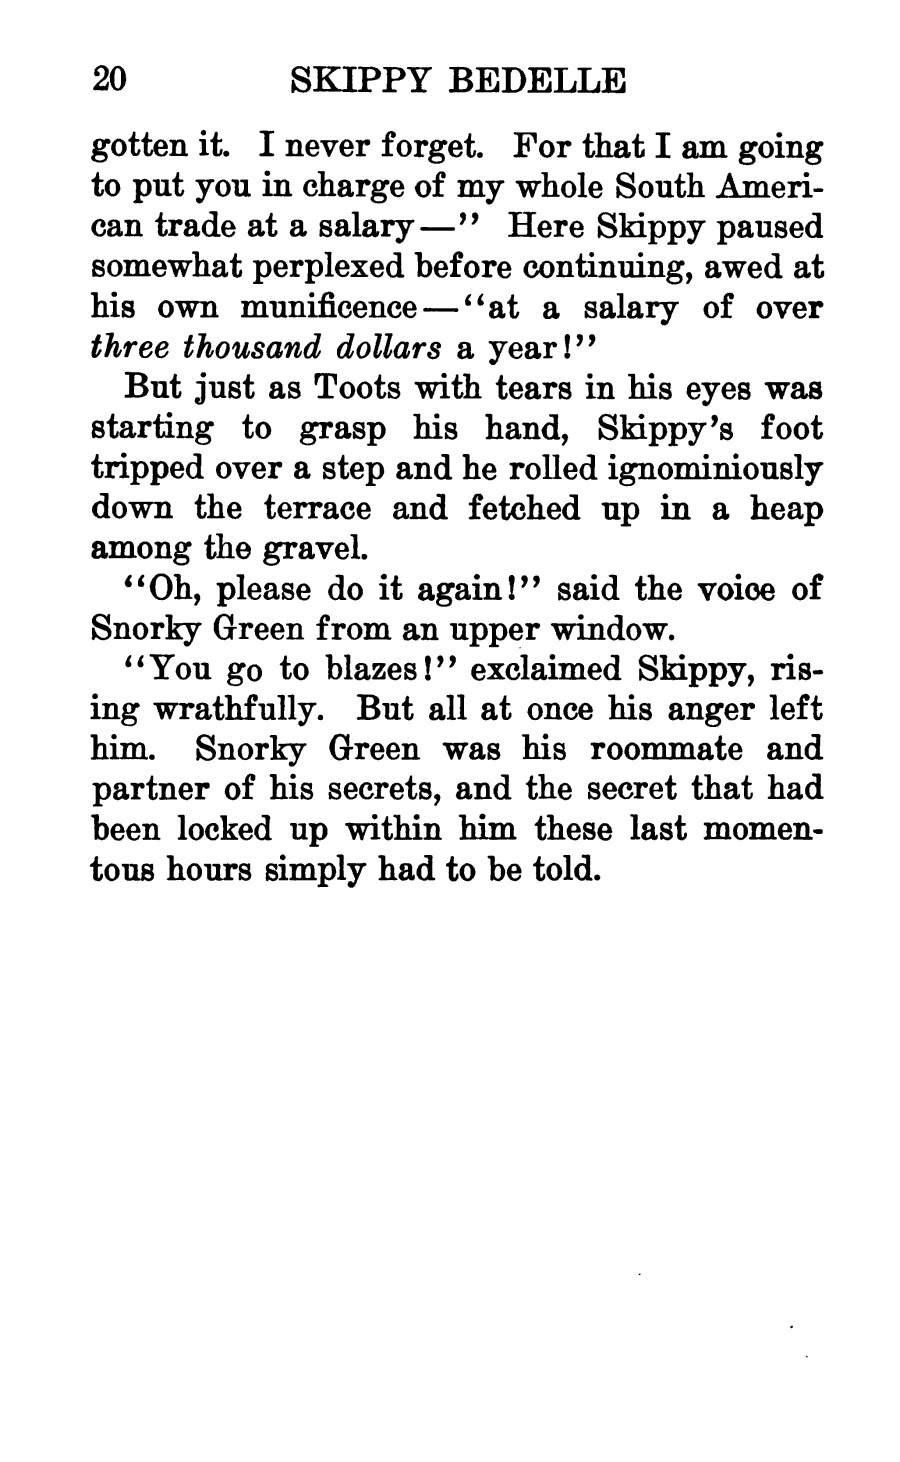 20 SKIPPY BEDELLE
gotten it. I never forget. For that I am going
to put you in charge of my whole South Ameri-
can trade at a salary—” Here Skippy paused
somewhat perplexed before continuing, awed at
his own munificence—“at a salary of over
three thousand dollars a year!”
But just as Toots with tears in his eyes was
starting to grasp his hand, Skippy’s foot
tripped over a step and he rolled ignominiously
down the terrace and fetched up in a heap
among the gravel.
“Oh, please do it again!” said the voice of
Snorky Green from an upper window.
“You go to blazes!” exclaimed Skippy, ris-
ing wrathfully. But all at once his anger left
him. Snorky Green was his roommate and
partner of his secrets, and the secret that had
been locked up within him these last momen-
tous hours simply had to be told.